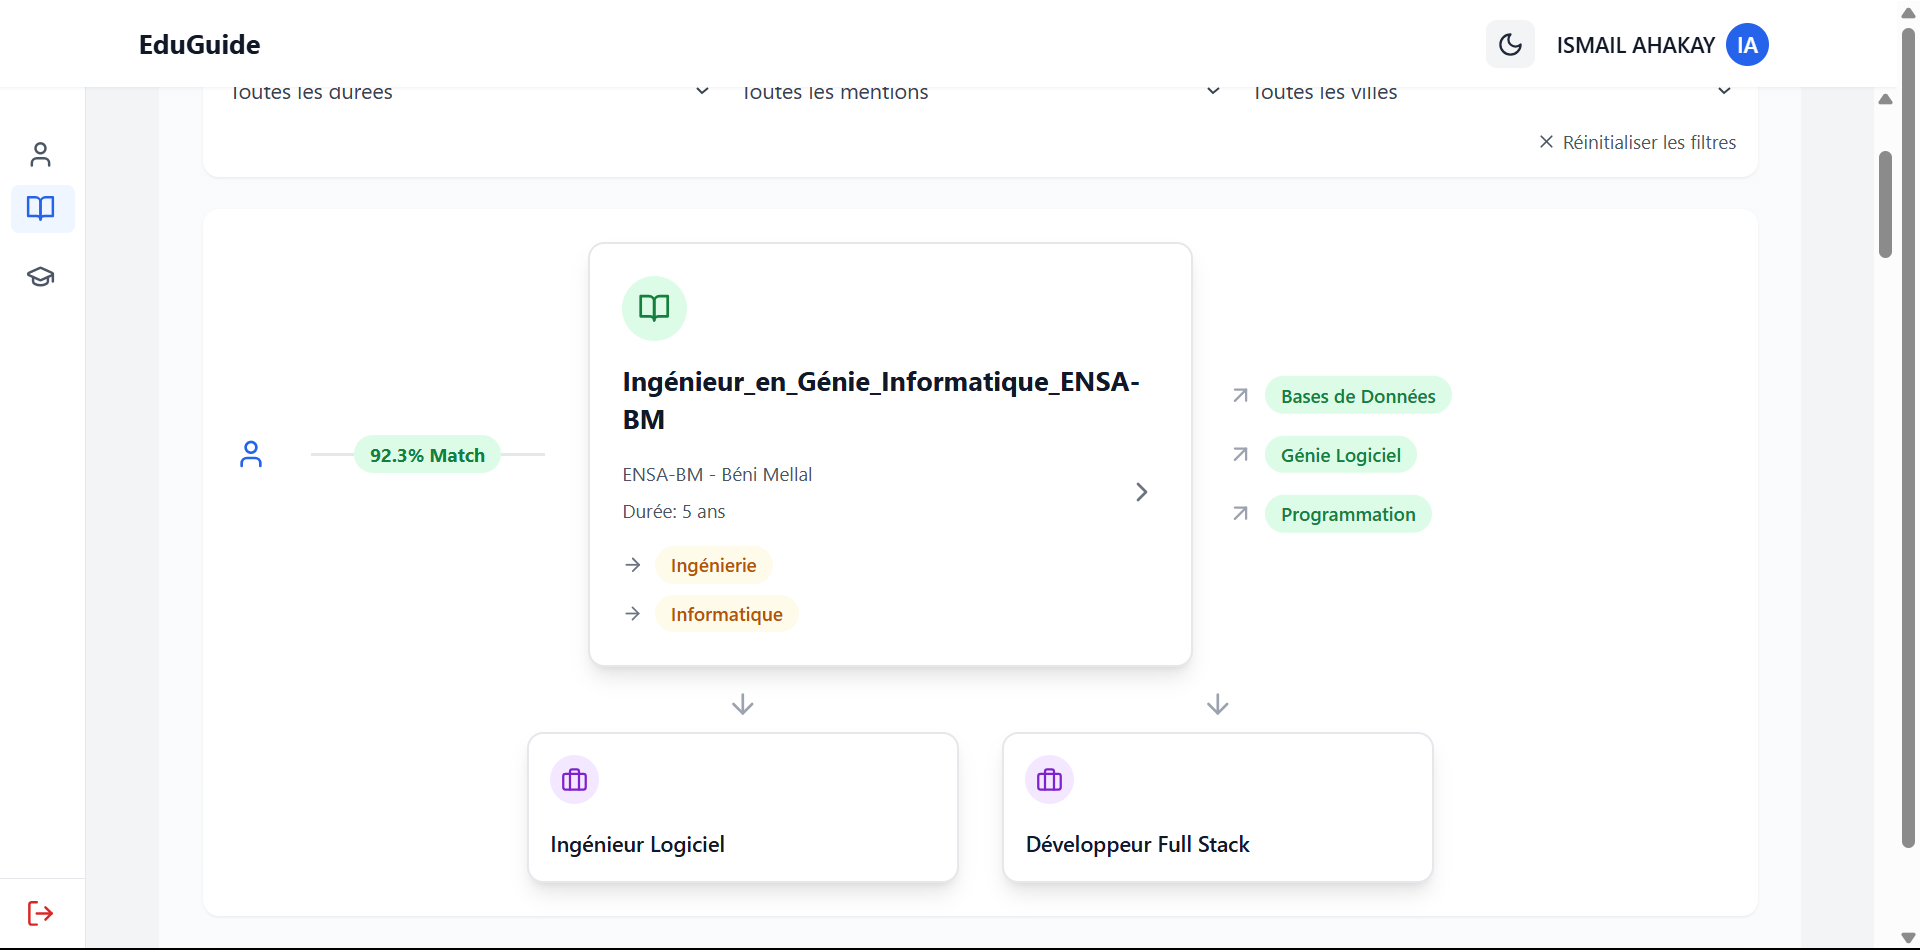 EduGuide
ISMAIL AHAKAY
IA
Toutes les durées
Toutes les mentions
Toutes les villes
Réinitialiser les filtres
92.3% Match
Ingénieur_en_Génie_Informatique_ENSA-
BM
ENSA-BM - Béni Mellal
Durée: 5 ans
Ingénierie
Informatique
Bases de Données
Génie Logiciel
Programmation
Ingénieur Logiciel
Développeur Full Stack